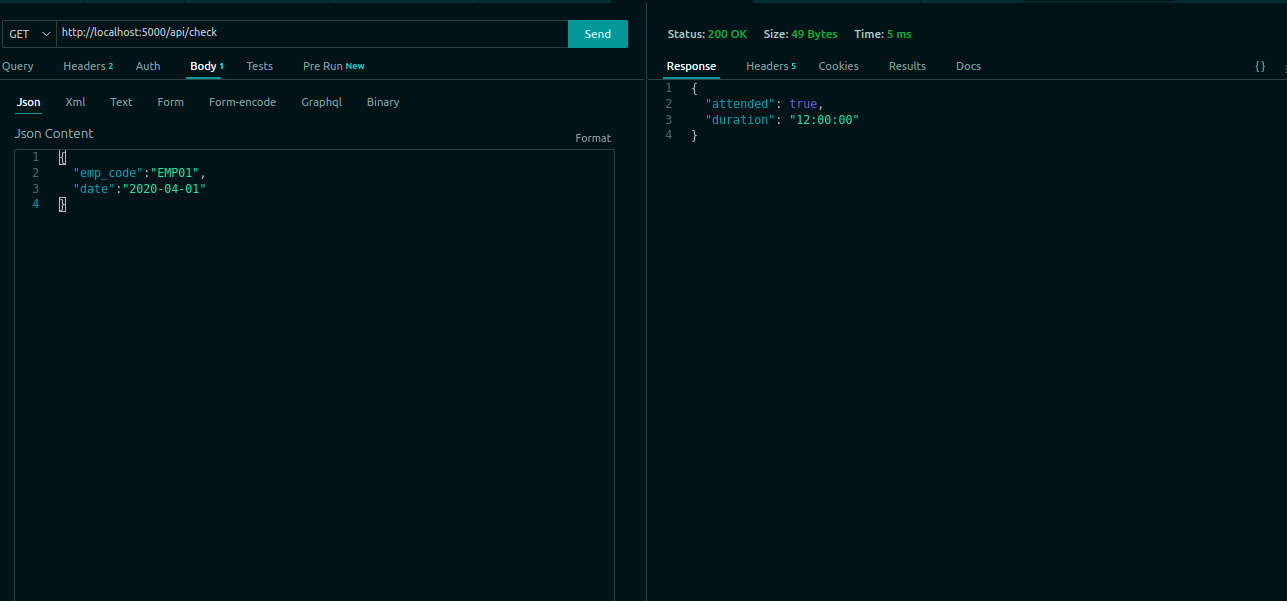 GET http://localhost:5000/api/check Send
Query Headers 2 Auth Body 1 Tests Pre Run New
Json Xml Text Form Form-encode Graphql Binary
Json Content Format
1 {
2 "emp_code":"EMP01",
3 "date":"2020-04-01"
4 }
Status: 200 OK Size: 49 Bytes Time: 5 ms
Response Headers 5 Cookies Results Docs {}
1 {
2 "attended": true,
3 "duration": "12:00:00"
4 }